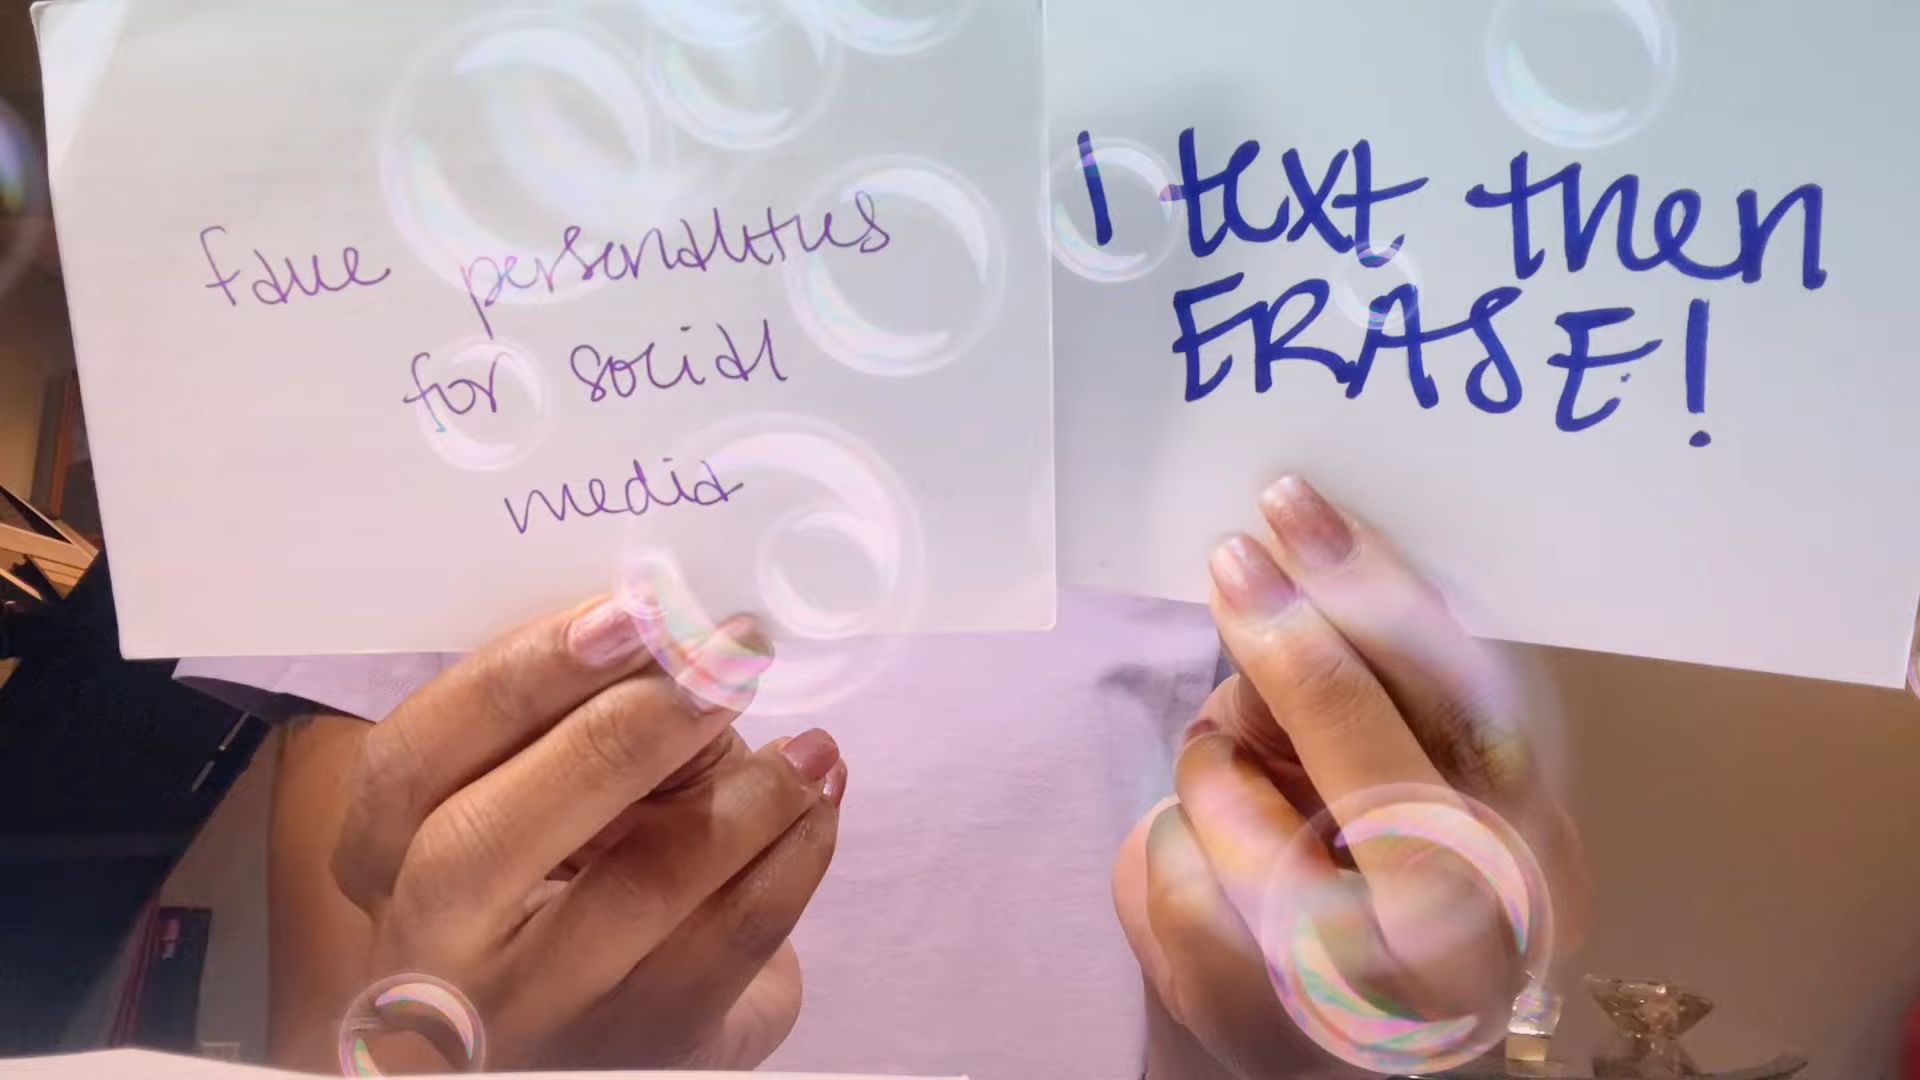 fake personalities
for social
media
I text then
ERASE!